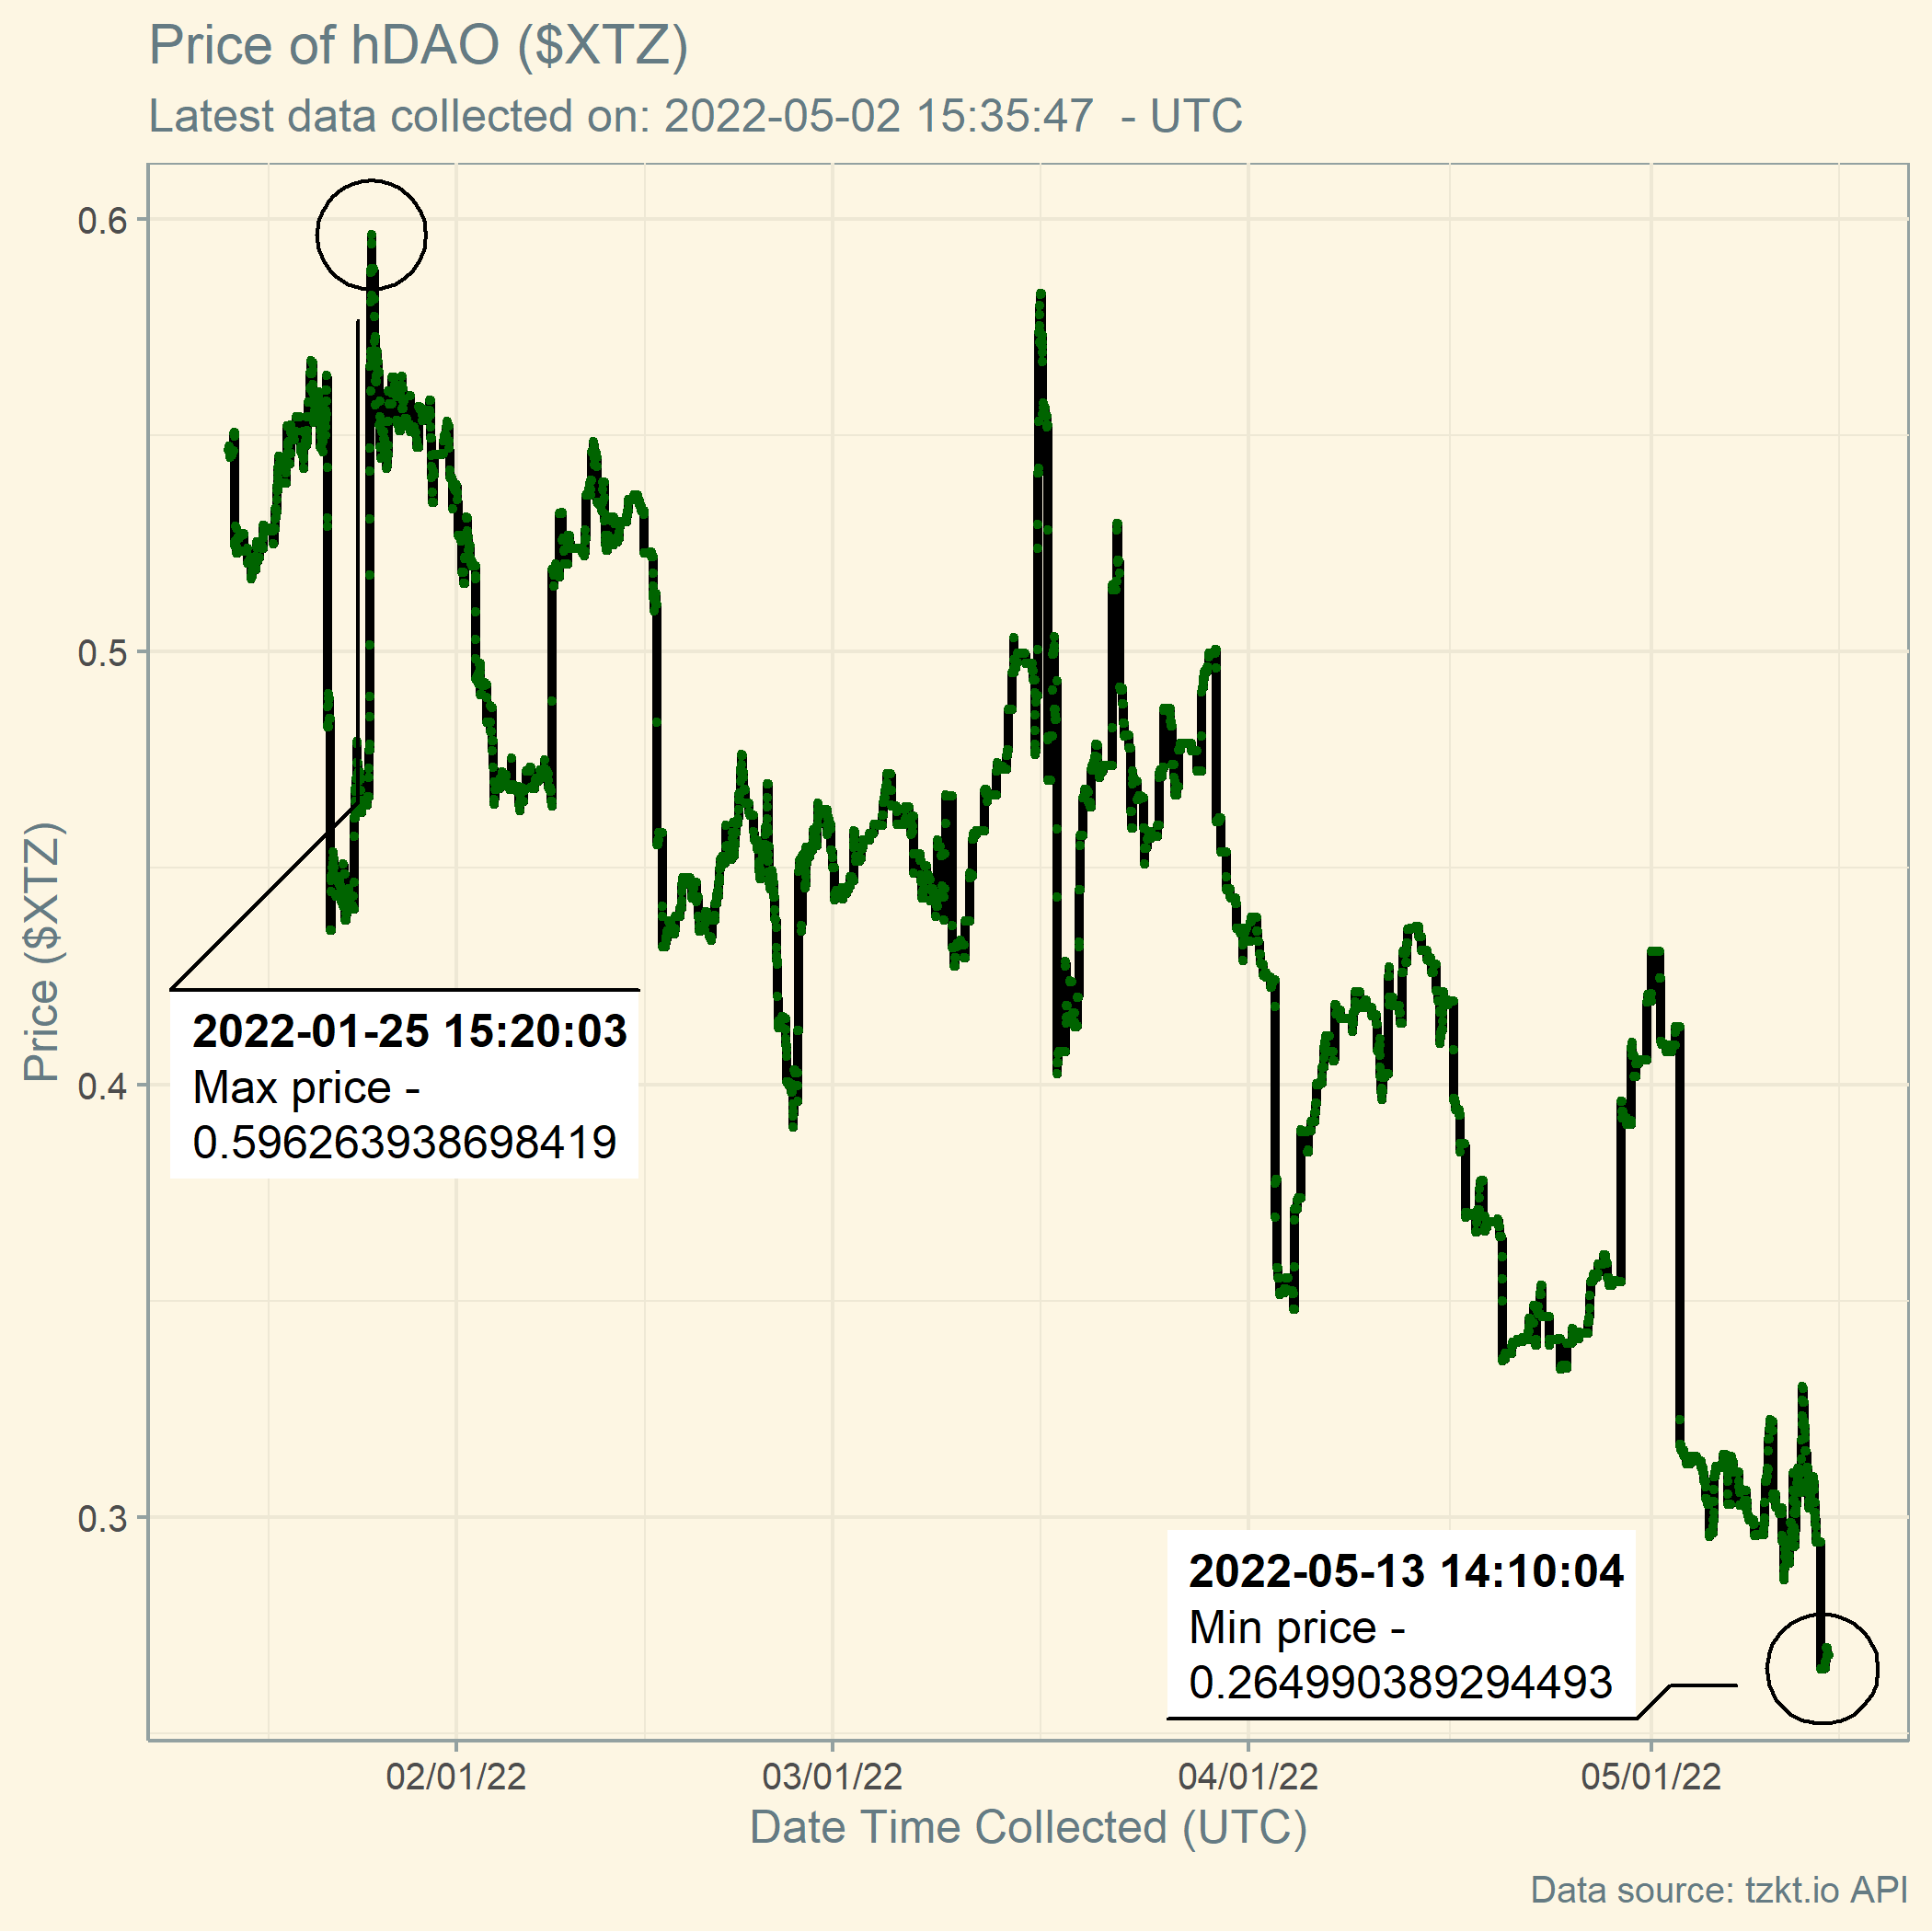 Price of hDAO ($XTZ)
Latest data collected on: 2022-05-02 15:35:47  - UTC
Price ($XTZ)
0.6
0.5
0.4
0.3
2022-01-25 15:20:03
Max price -
0.596263938698419
2022-05-13 14:10:04
Min price -
0.264990389294493
02/01/22
03/01/22
04/01/22
05/01/22
Date Time Collected (UTC)
Data source: tzkt.io API